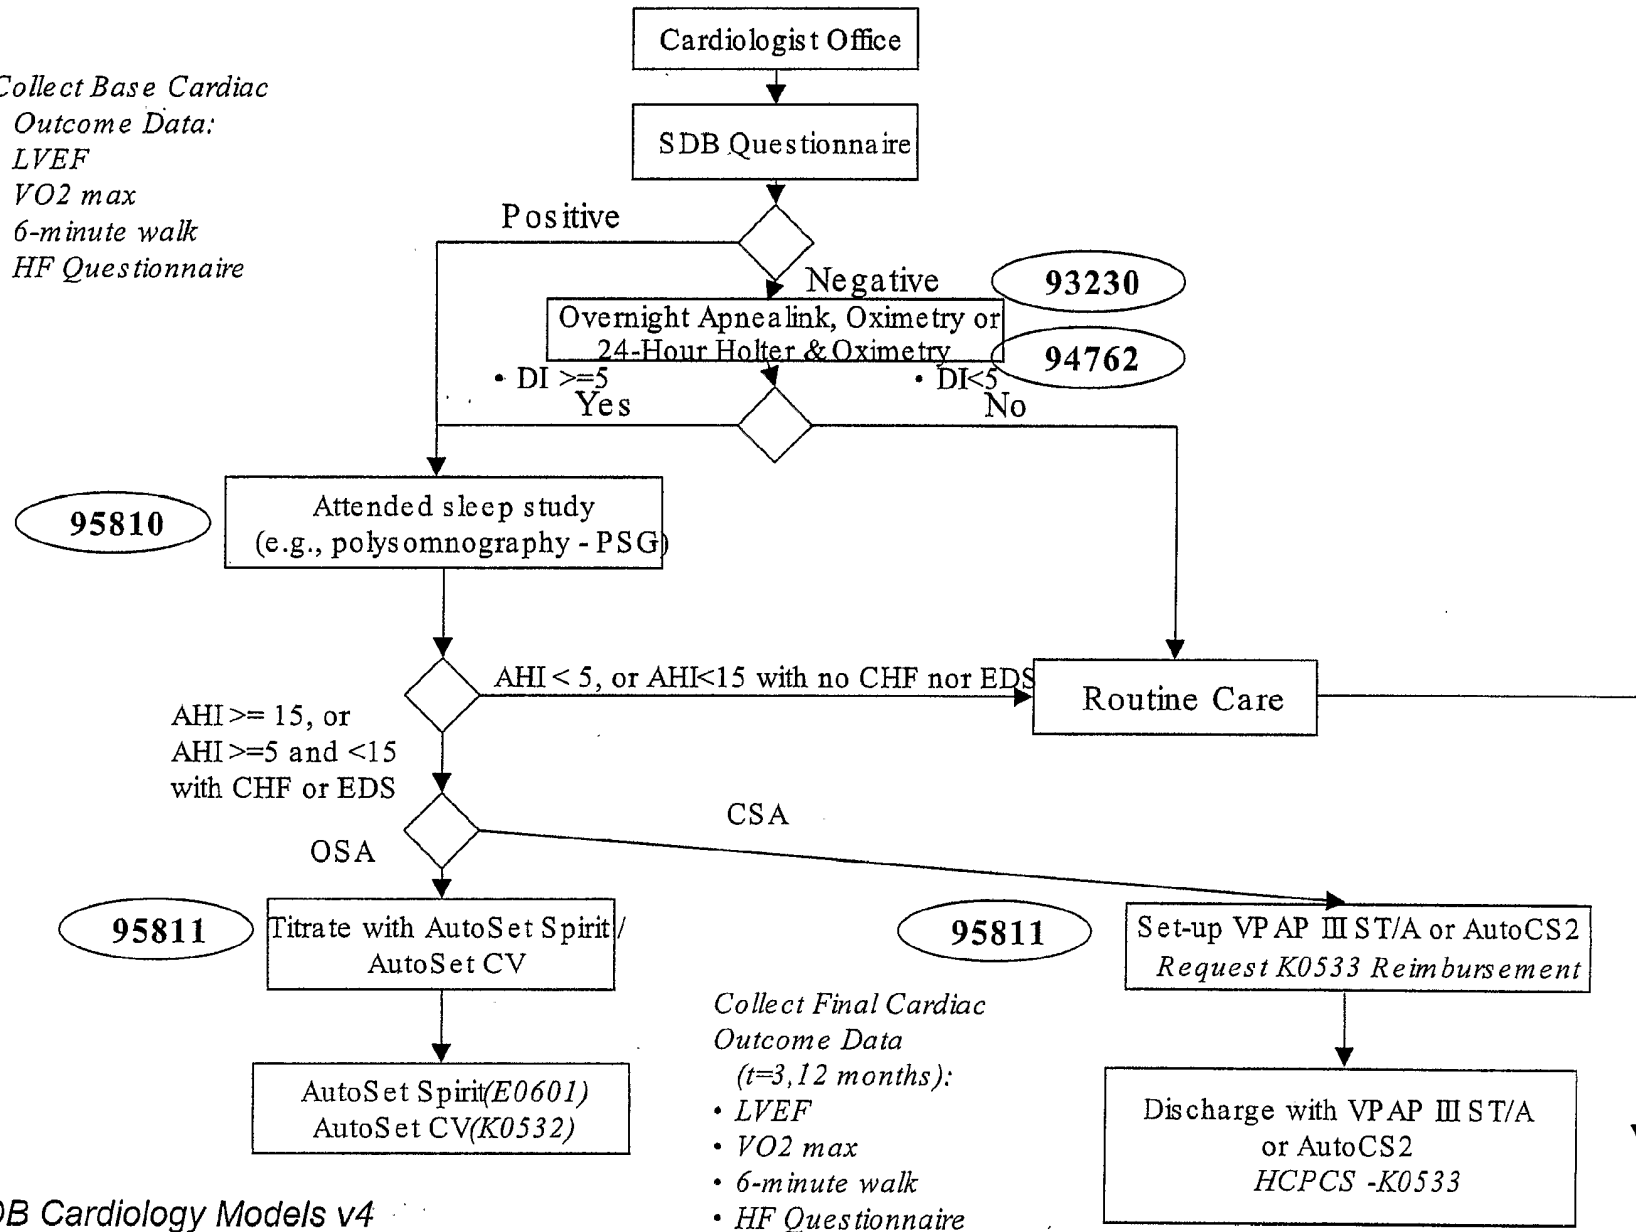 Cardiologist Office
Collect Base Cardiac
Outcome Data:
LVEF
VO2 max
6-minute walk
HF Questionnaire
SDB Questionnaire
Positive
Negative
93230
Overnight Apnealink, Oximetry or
24-Hour Holter & Oximetry
94762
• DI >=5
Yes
• DI<5
No
95810
Attended sleep study
(e.g., polysomnography - PSG)
AHI < 5, or AHI<15 with no CHF nor EDS
Routine Care
AHI >= 15, or
AHI >=5 and <15
with CHF or EDS
CSA
OSA
95811
Titrate with AutoSet Spirit /
AutoSet CV
95811
Set-up VPAP III ST/A or AutoCS2
Request K0533 Reimbursement
AutoSet Spirit(E0601)
AutoSet CV(K0532)
Collect Final Cardiac
Outcome Data
(t=3,12 months):
• LVEF
• VO2 max
• 6-minute walk
• HF Questionnaire
Discharge with VPAP III ST/A
or AutoCS2
HCPCS -K0533
DB Cardiology Models v4